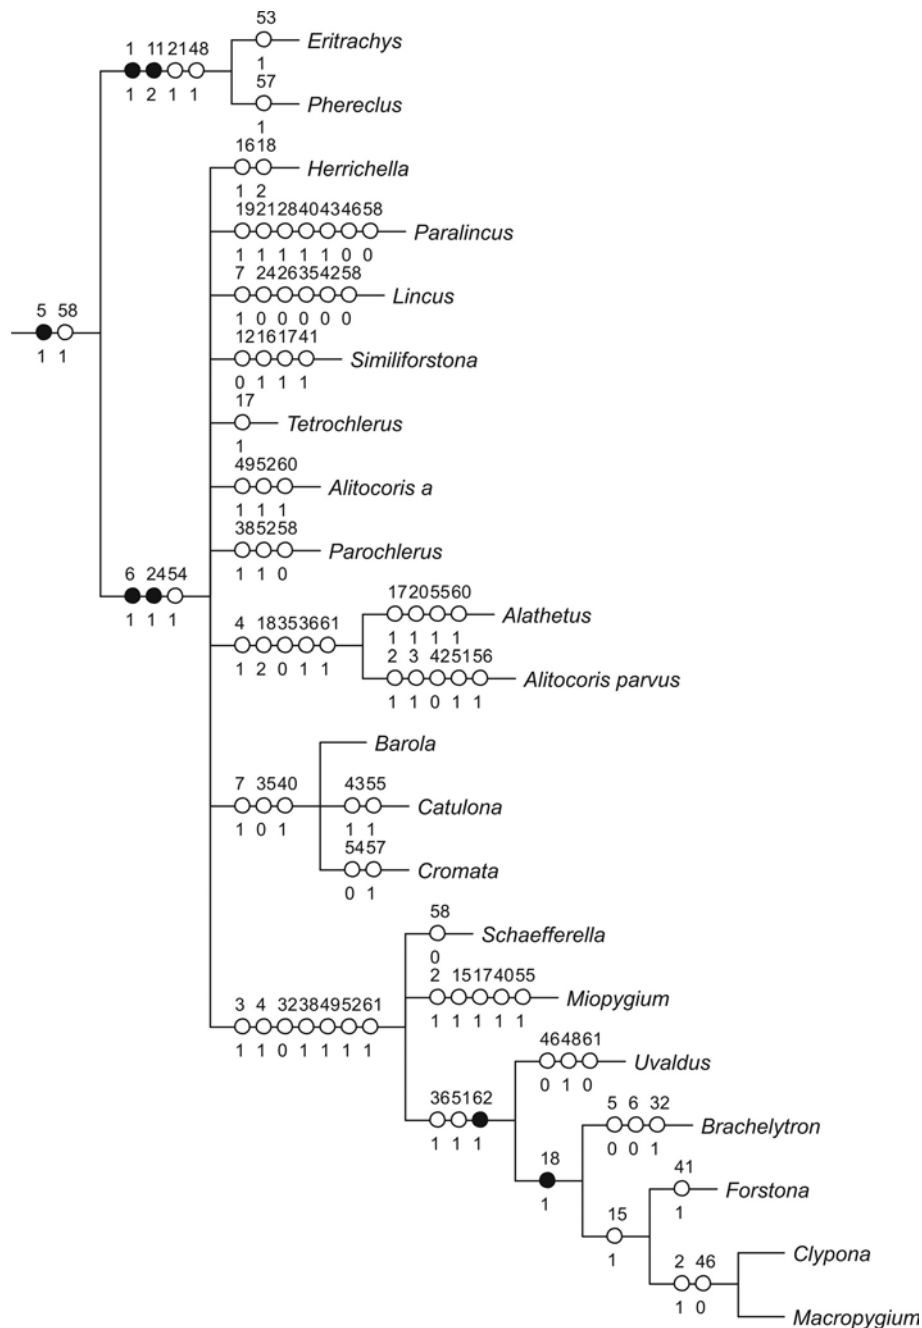 53
1 11 21 48
Eritrachys
1
57
1 2 1 1
Phereclus
1
16 18
Herrichella
1 2
19 21 28 40 43 46 58
Paralincus
1 1 1 1 1 0 0
7 24 26 35 42 58
Lincus
1 0 0 0 0 0
5 58
1 1
12 16 17 41
Similiforstona
0 1 1 1
17
Tetrochlerus
1
49 52 60
Alitocoris a
1 1 1
38 52 58
Parochlerus
1 1 0
6 24 54
1 1 1
17 20 55 60
Alathetus
1 1 1 1
4 18 35 36 61
1 2 0 1 1
2 3 42 51 56
Alitocoris parvus
1 1 0 1 1
Barola
7 35 40
1 0 1
43 55
Catulona
1 1
54 57
Cromata
0 1
58
Schaefferella
0
2 15 17 40 55
Miopygium
1 1 1 1 1
3 4 32 38 49 52 61
1 1 0 1 1 1 1
46 48 61
Uvaldus
0 1 0
36 51 62
1 1 1
5 6 32
Brachelytron
0 0 1
18
1
41
Forstona
1
15
1
Clypona
2 46
1 0
Macropygium